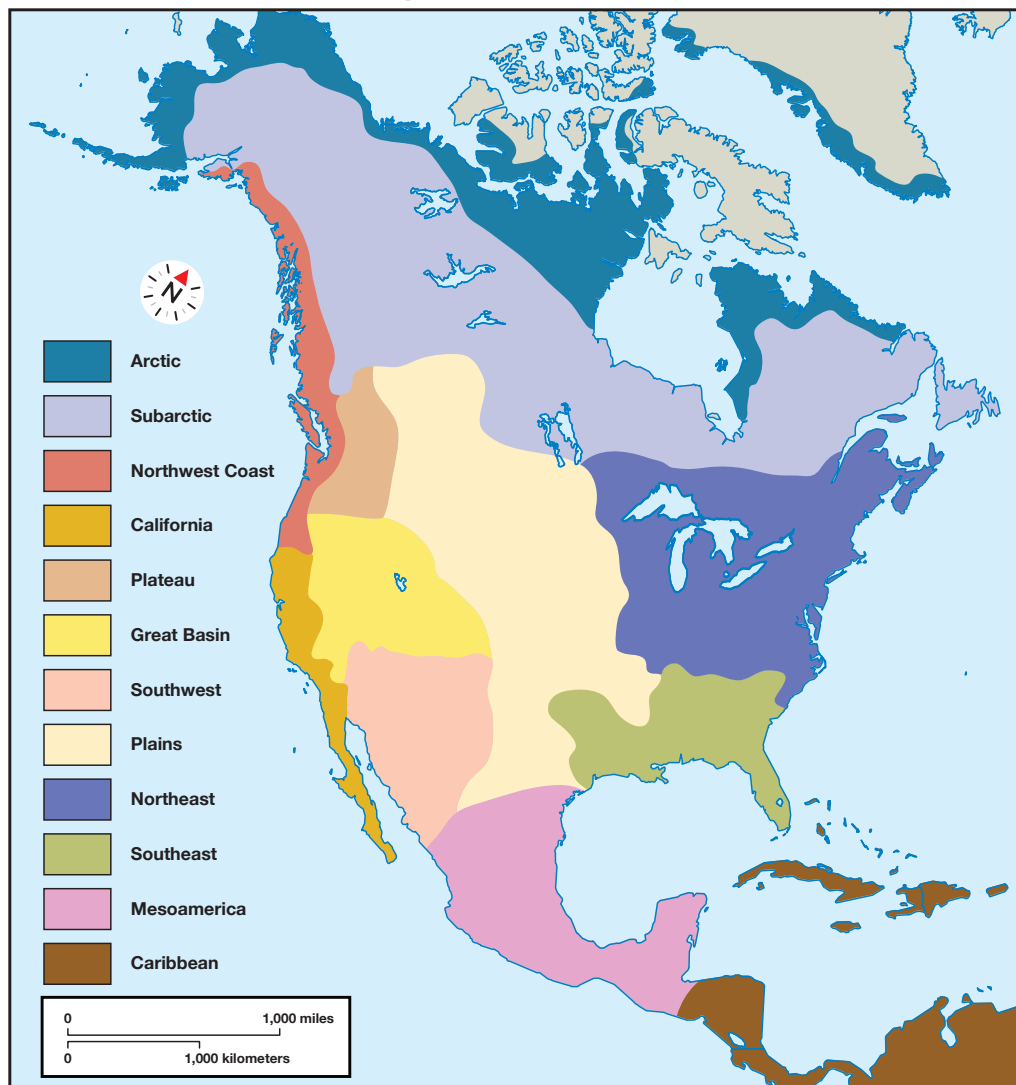 N
Arctic
Subarctic
Northwest Coast
California
Plateau
Great Basin
Southwest
Plains
Northeast
Southeast
Mesoamerica
Caribbean
0 1,000 miles
0 1,000 kilometers